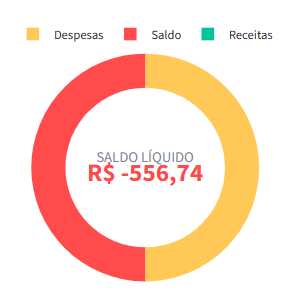 Despesas Saldo Receitas
SALDO LÍQUIDO
R$ -556,74